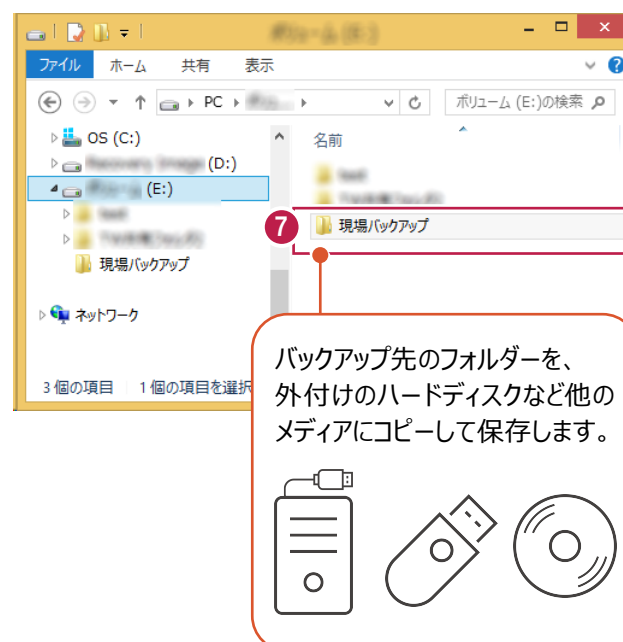 ファイル ホーム 共有 表示
PC
ボリューム (E:)の検索
OS (C:)
(D:)
(E:)
現場バックアップ
ネットワーク
名前
7 現場バックアップ
3 個の項目 1 個の項目を選択
バックアップ先のフォルダーを、
外付けのハードディスクなど他の
メディアにコピーして保存します。